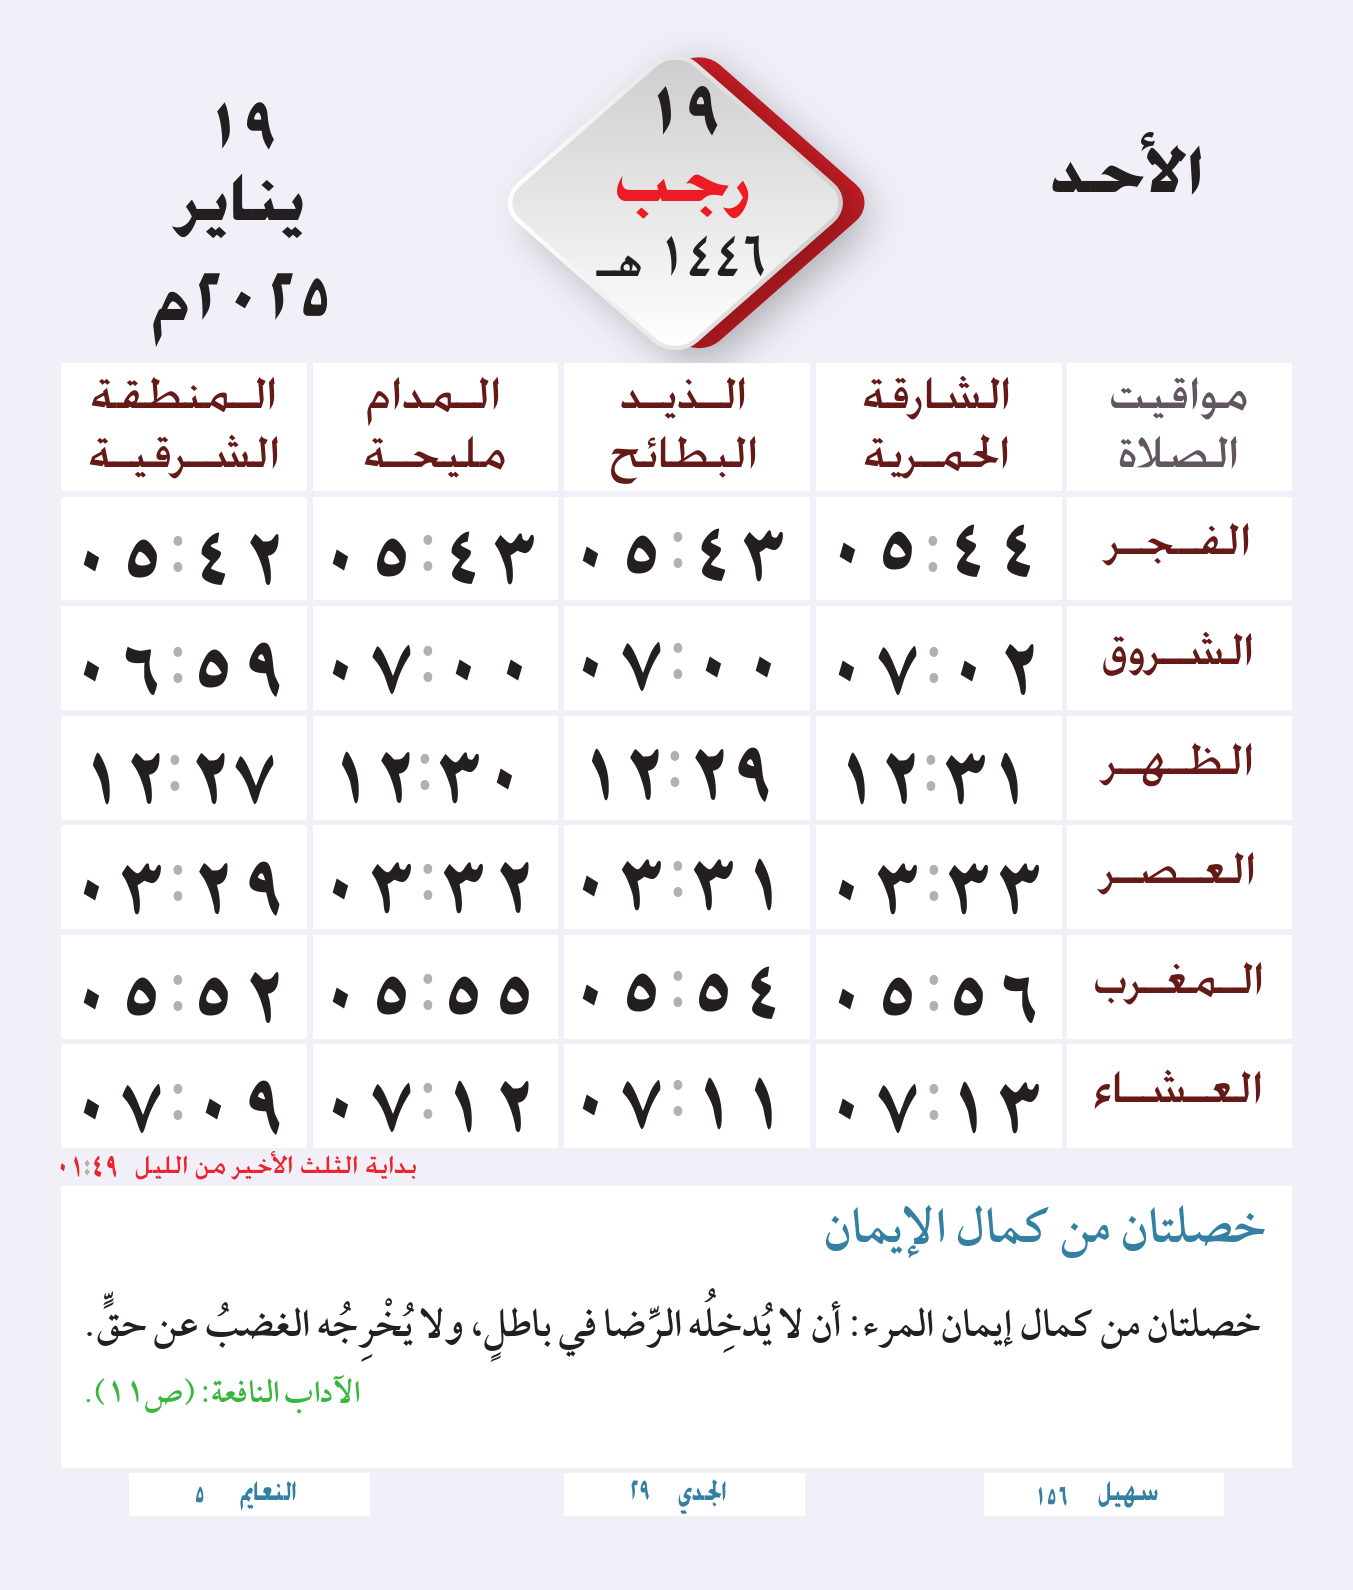 الأحد
١٩
رجب
١٤٤٦ هـ
١٩
يناير
٢٠٢٥م
مواقيت الصلاة الشارقة الحمرية الذيد البطائح المدام مليحة المنطقة الشرقية
الفجر ٠٥:٤٤ ٠٥:٤٣ ٠٥:٤٣ ٠٥:٤٢
الشروق ٠٧:٠٢ ٠٧:٠٠ ٠٧:٠٠ ٠٦:٥٩
الظهر ١٢:٣١ ١٢:٢٩ ١٢:٣٠ ١٢:٢٧
العصر ٠٣:٣٣ ٠٣:٣١ ٠٣:٣٢ ٠٣:٢٩
المغرب ٠٥:٥٦ ٠٥:٥٤ ٠٥:٥٥ ٠٥:٥٢
العشاء ٠٧:١٣ ٠٧:١١ ٠٧:١٢ ٠٧:٠٩
بداية الثلث الأخير من الليل ٠١:٤٩
خصلتان من كمال الإيمان
خصلتان من كمال إيمان المرء: أن لا يُدخِلُه الرِّضا في باطلٍ، ولا يُخْرِجُه الغضبُ عن حقٍّ.
الآداب النافعة: (ص١١).
سهيل ١٥٦
الجدي ٢٩
النعايم ٥